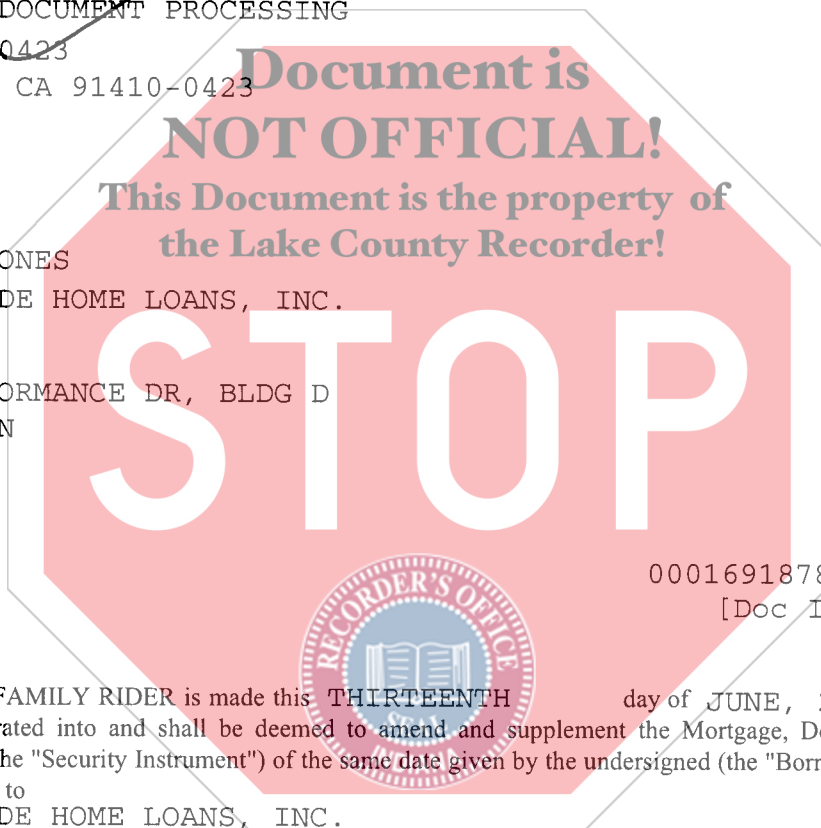 DOCUMENT PROCESSING
0423
CA 91410-0423
Document is
NOT OFFICIAL!
This Document is the property of
the Lake County Recorder!
ONES
DE HOME LOANS, INC.
STOP
ORMANCE DR, BLDG D
N
0001691878
[Doc I
RECORDER'S OFFICE
SEAL
INDIANA
FAMILY RIDER is made this THIRTEENTH day of JUNE,
rated into and shall be deemed to amend and supplement the Mortgage, De
he "Security Instrument") of the same date given by the undersigned (the "Borr
to
DE HOME LOANS, INC.